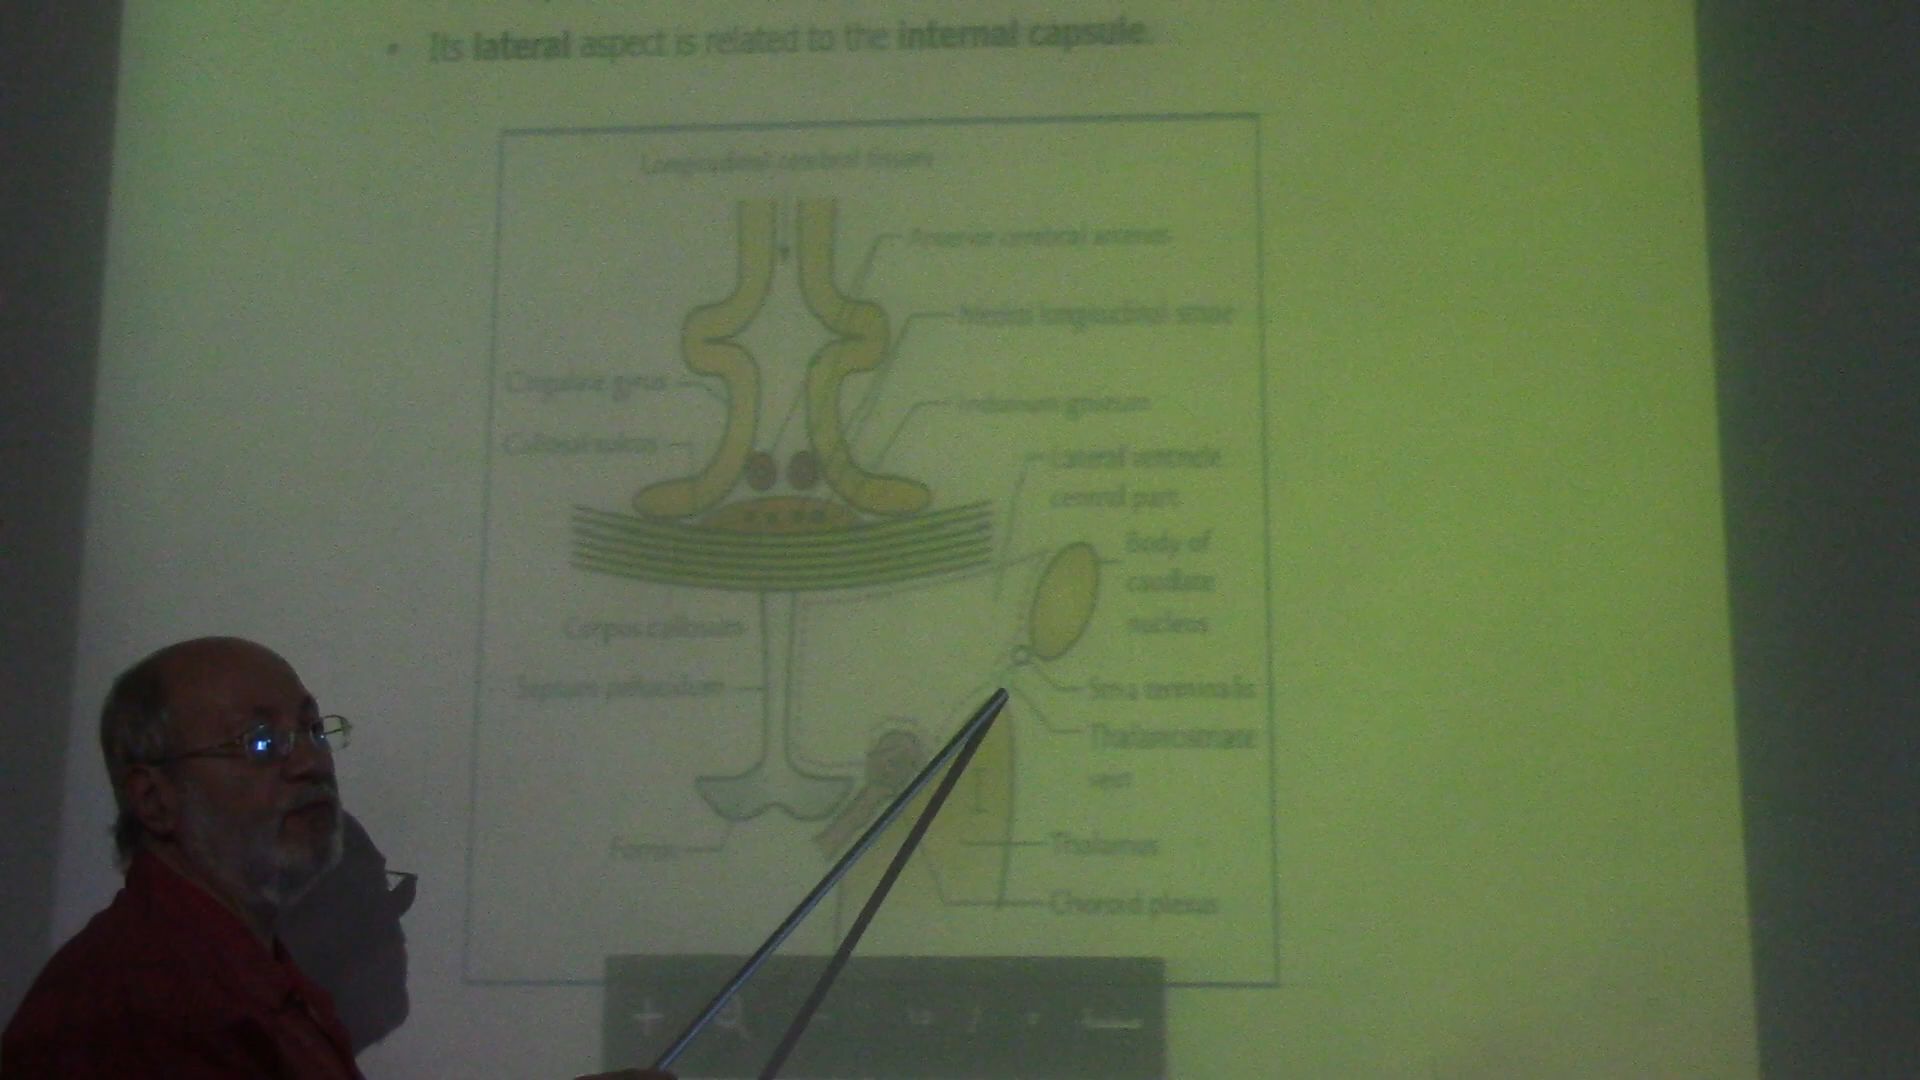 • Its lateral aspect is related to the internal capsule.
Longitudinal cerebral fissure
Anterior cerebral arteries
Medial longitudinal striae
Cingulate gyrus
Indusium griseum
Callosal sulcus
Lateral ventricle
central part
Body of
caudate
nucleus
Corpus callosum
Septum pellucidum
Stria terminalis
Thalamostriate
vein
Fornix
Thalamus
Choroid plexus